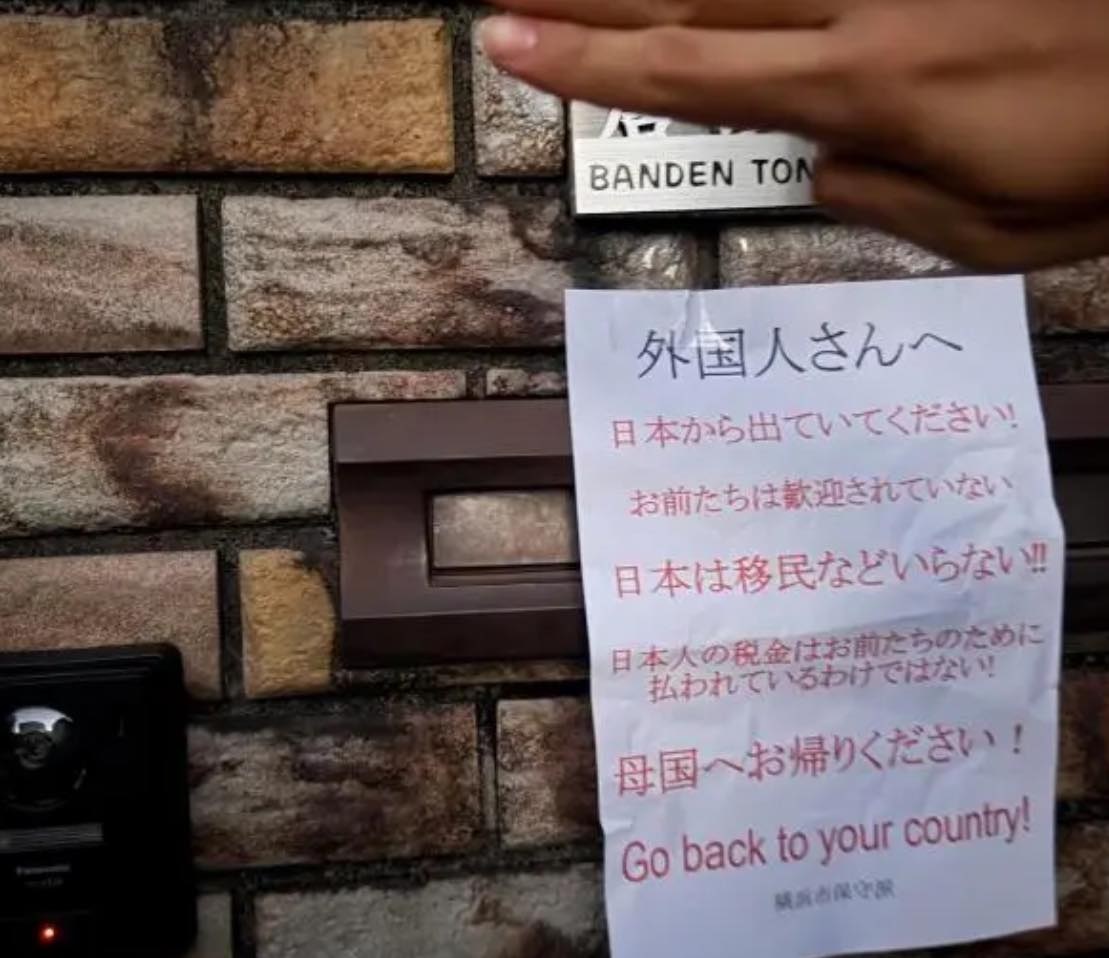 BANDEN TON
外国人さんへ
日本から出ていてください!
お前たちは歓迎されていない
日本は移民などいらない!!
日本人の税金はお前たちのために
払われているわけではない!
母国へお帰りください！
Go back to your country!
横浜市保守派
Panasonic